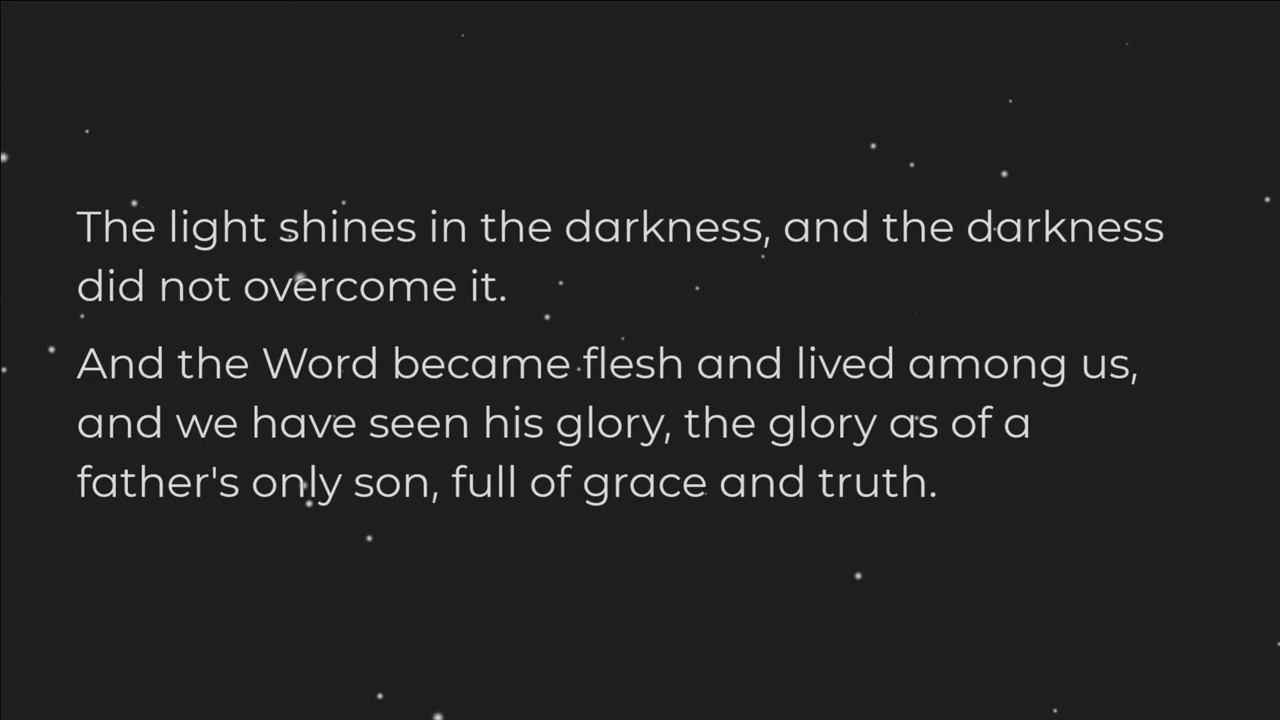 The light shines in the darkness, and the darkness
did not overcome it.
And the Word became flesh and lived among us,
and we have seen his glory, the glory as of a
father's only son, full of grace and truth.